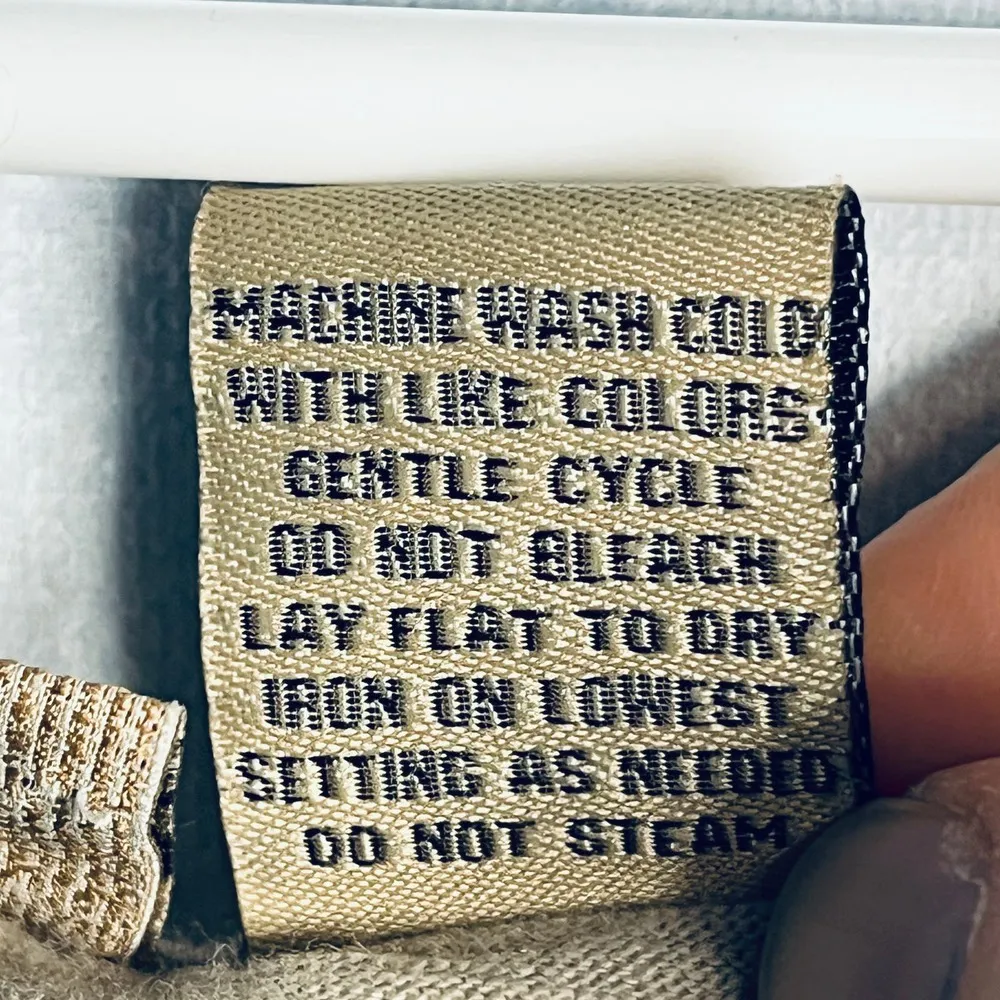 MACHINE WASH COLD
WITH LIKE COLORS
GENTLE CYCLE
DO NOT BLEACH
LAY FLAT TO DRY
IRON ON LOWEST
SETTING AS NEEDED
DO NOT STEAM